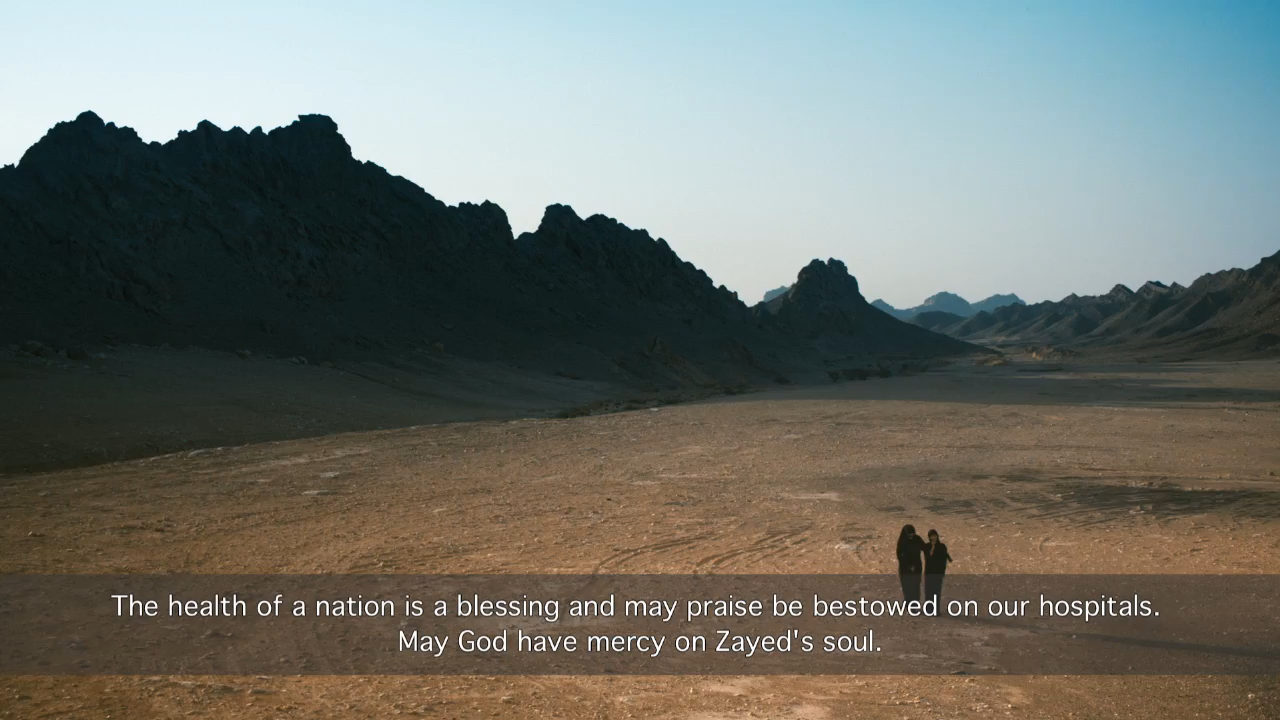 The health of a nation is a blessing and may praise be bestowed on our hospitals.
May God have mercy on Zayed's soul.